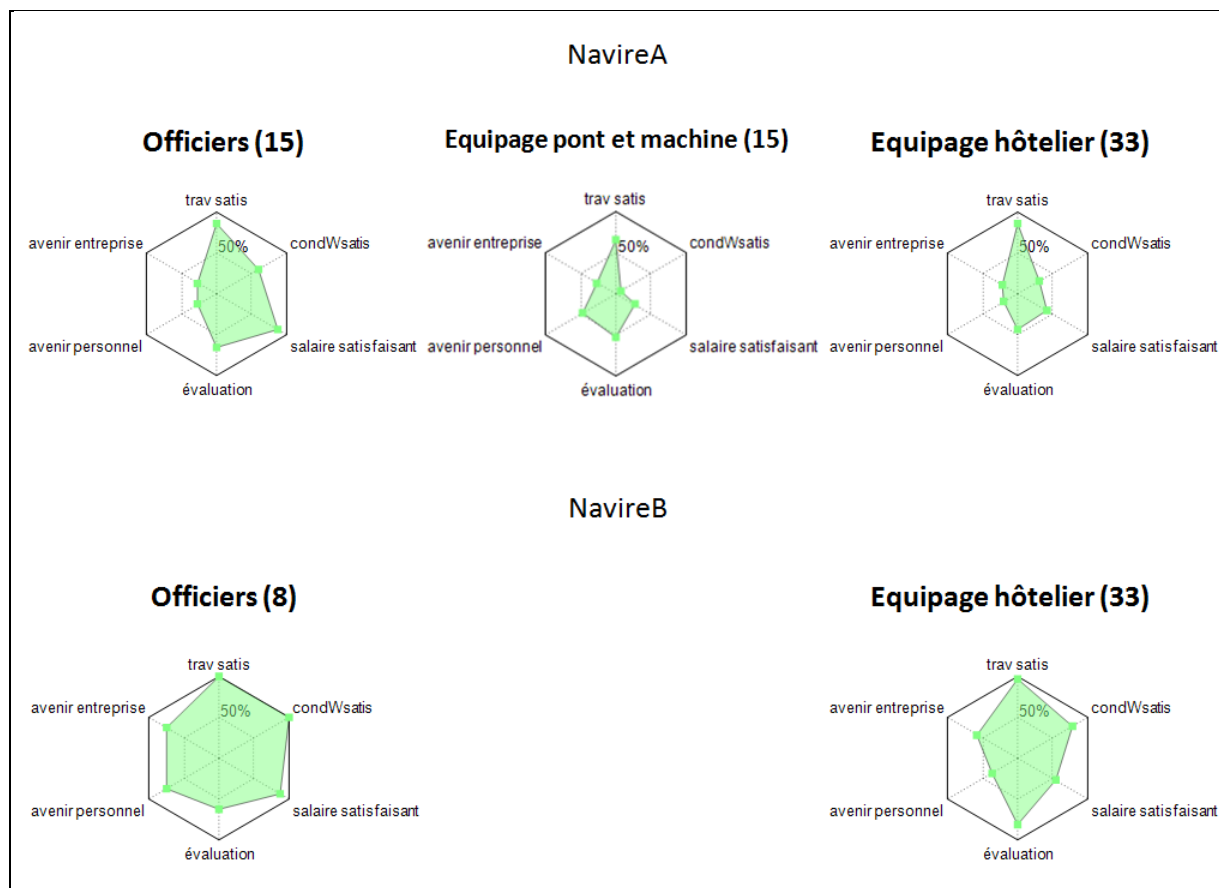 NavireA
Officiers (15)
Equipage pont et machine (15)
Equipage hôtelier (33)
trav satis
avenir entreprise
50%
condWsatis
avenir personnel
salaire satisfaisant
évaluation
trav satis
avenir entreprise
50%
condWsatis
avenir personnel
salaire satisfaisant
évaluation
trav satis
avenir entreprise
50%
condWsatis
avenir personnel
salaire satisfaisant
évaluation
NavireB
Officiers (8)
Equipage hôtelier (33)
trav satis
avenir entreprise
50%
condWsatis
avenir personnel
salaire satisfaisant
évaluation
trav satis
avenir entreprise
50%
condWsatis
avenir personnel
salaire satisfaisant
évaluation